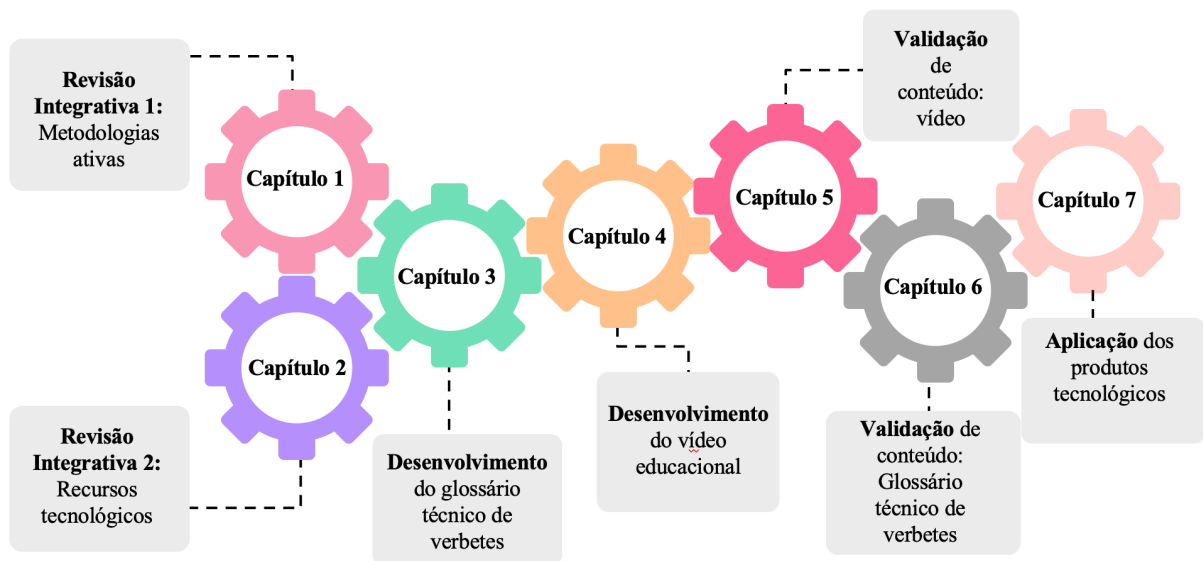 Revisão
Integrativa 1:
Metodologias
ativas
Capítulo 1
Revisão
Integrativa 2:
Recursos
tecnológicos
Capítulo 2
Capítulo 3
Desenvolvimento
do glossário
técnico de
verbetes
Capítulo 4
Desenvolvimento
do vídeo
educacional
Validação
de
conteúdo:
vídeo
Capítulo 5
Capítulo 6
Validação de
conteúdo:
Glossário
técnico de
verbetes
Capítulo 7
Aplicação dos
produtos
tecnológicos